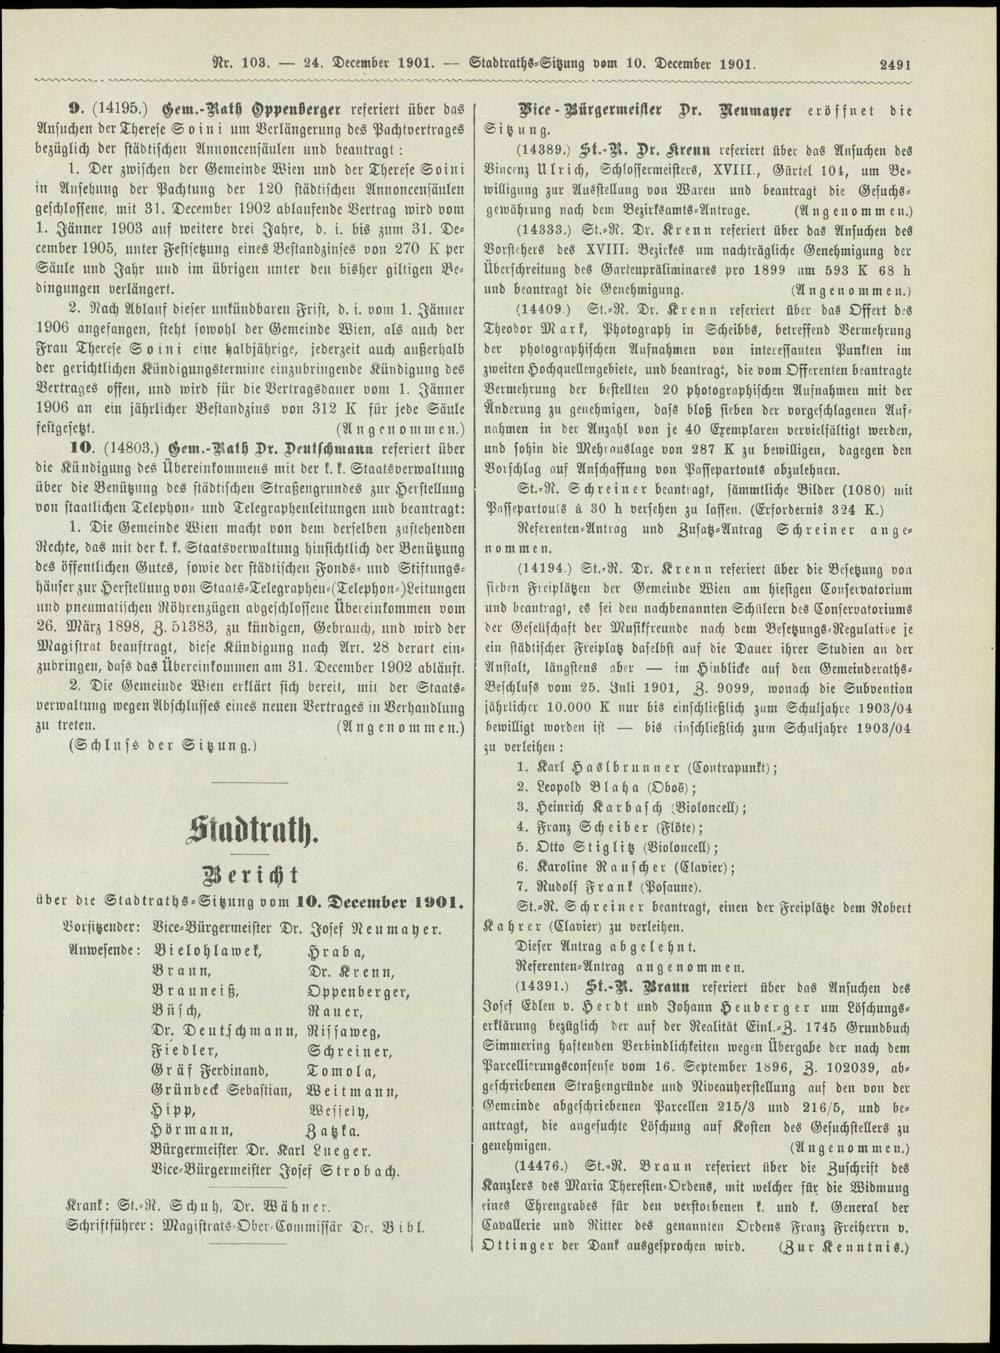 Nr. 103. — 24. December 1901. — Stadtraths-Sitzung vom 10. December 1901. 2491
9. (14195.) Gem.-Rath Oppenberger referiert über das
Ansuchen der Therese Soini um Verlängerung des Pachtvertrages
bezüglich der städtischen Annoncensäulen und beantragt:
1. Der zwischen der Gemeinde Wien und der Therese Soini
in Ansehung der Pachtung der 120 städtischen Annoncensäulen
geschlossene, mit 31. December 1902 ablaufende Vertrag wird vom
1. Jänner 1903 auf weitere drei Jahre, d. i. bis zum 31. De-
cember 1905, unter Festsetzung eines Bestandzinses von 270 K per
Säule und Jahr und im übrigen unter den bisher giltigen Be-
dingungen verlängert.
2. Nach Ablauf dieser unkündbaren Frist, d. i. vom 1. Jänner
1906 angefangen, steht sowohl der Gemeinde Wien, als auch der
Frau Therese Soini eine halbjährige, jederzeit auch außerhalb
der gerichtlichen Kündigungstermine einzubringende Kündigung des
Vertrages offen, und wird für die Vertragsdauer vom 1. Jänner
1906 an ein jährlicher Bestandzins von 312 K für jede Säule
festgesetzt. (Angenommen.)
10. (14803.) Gem.-Rath Dr. Deutschmann referiert über
die Kündigung des Übereinkommens mit der k. k. Staatsverwaltung
über die Benützung des städtischen Straßengrundes zur Herstellung
von staatlichen Telephon- und Telegraphenleitungen und beantragt:
1. Die Gemeinde Wien macht von dem derselben zustehenden
Rechte, das mit der k. k. Staatsverwaltung hinsichtlich der Benützung
des öffentlichen Gutes, sowie der städtischen Fonds- und Stiftungs-
häuser zur Herstellung von Staats-Telegraphen-(Telephon-)Leitungen
und pneumatischen Röhrenzügen abgeschlossene Übereinkommen vom
26. März 1898, Z. 51383, zu kündigen, Gebrauch, und wird der
Magistrat beauftragt, diese Kündigung nach Art. 28 derart ein-
zubringen, dass das Übereinkommen am 31. December 1902 abläuft.
2. Die Gemeinde Wien erklärt sich bereit, mit der Staats-
verwaltung wegen Abschlusses eines neuen Vertrages in Verhandlung
zu treten. (Angenommen.)
(Schluss der Sitzung.)
Stadtrath.
Bericht
über die Stadtraths-Sitzung vom 10. December 1901.
Vorsitzender: Vice-Bürgermeister Dr. Josef Neumayer.
Anwesende: Bielohlawek, Hraba,
Braun, Dr. Krenn,
Brauneiß, Oppenberger,
Büsch, Rauer,
Dr. Deutschmann, Rissaweg,
Fiedler, Schreiner,
Gräf Ferdinand, Tomola,
Grünbeck Sebastian, Weitmann,
Hipp, Wessely,
Hörmann, Zatzka.
Bürgermeister Dr. Karl Lueger.
Vice-Bürgermeister Josef Strobach.
Krank: St.-R. Schuh, Dr. Wähner.
Schriftführer: Magistrats-Ober-Commissär Dr. Bibl.
Vice-Bürgermeister Dr. Neumayer eröffnet die
Sitzung.
(14389.) St.-R. Dr. Krenn referiert über das Ansuchen des
Vincenz Ulrich, Schlossermeisters, XVIII., Gürtel 104, um Be-
willigung zur Ausstellung von Waren und beantragt die Gesuchs-
gewährung nach dem Bezirksamts-Antrage. (Angenommen.)
(14333.) St.-R. Dr. Krenn referiert über das Ansuchen des
Vorstehers des XVIII. Bezirkes um nachträgliche Genehmigung der
Überschreitung des Gartenpräliminares pro 1899 um 593 K 68 h
und beantragt die Genehmigung. (Angenommen.)
(14409) St.-R. Dr. Krenn referiert über das Offert des
Theodor Mark, Photograph in Scheibbs, betreffend Vermehrung
der photographischen Aufnahmen von interessanten Punkten im
zweiten Hochquellengebiete, und beantragt, die vom Offerenten beantragte
Vermehrung der bestellten 20 photographischen Aufnahmen mit der
Änderung zu genehmigen, dass bloß sieben der vorgeschlagenen Auf-
nahmen in der Anzahl von je 40 Exemplaren vervielfältigt werden,
und sohin die Mehrauslage von 287 K zu bewilligen, dagegen den
Vorschlag auf Anschaffung von Passepartouts abzulehnen.
St.-R. Schreiner beantragt, sämmtliche Bilder (1080) mit
Passepartouts à 30 h versehen zu lassen. (Erfordernis 324 K.)
Referenten-Antrag und Zusatz-Antrag Schreiner ange-
nommen.
(14194.) St.-R. Dr. Krenn referiert über die Besetzung von
sieben Freiplätzen der Gemeinde Wien am hiesigen Conservatorium
und beantragt, es sei den nachbenannten Schülern des Conservatoriums
der Gesellschaft der Musikfreunde nach dem Besetzungs-Regulative je
ein städtischer Freiplatz daselbst auf die Dauer ihrer Studien an der
Anstalt, längstens aber — im Hinblicke auf den Gemeinderaths-
Beschluss vom 25. Juli 1901, Z. 9099, wonach die Subvention
jährlicher 10.000 K nur bis einschließlich zum Schuljahre 1903/04
bewilligt worden ist — bis einschließlich zum Schuljahre 1903/04
zu verleihen:
1. Karl Haslbrunner (Contrapunkt);
2. Leopold Blaha (Oboë);
3. Heinrich Karbasch (Violoncell);
4. Franz Scheiber (Flöte);
5. Otto Stiglitz (Violoncell);
6. Karoline Rauscher (Clavier);
7. Rudolf Frank (Posaune).
St.-R. Schreiner beantragt, einen der Freiplätze dem Robert
Kahrer (Clavier) zu verleihen.
Dieser Antrag abgelehnt.
Referenten-Antrag angenommen.
(14391.) St.-R. Braun referiert über das Ansuchen des
Josef Edlen v. Herdt und Johann Heuberger um Löschungs-
erklärung bezüglich der auf der Realität Einl.-Z. 1745 Grundbuch
Simmering haftenden Verbindlichkeiten wegen Übergabe der nach dem
Parcellierungsconsense vom 16. September 1896, Z. 102039, ab-
geschriebenen Straßengründe und Niveauherstellung auf den von der
Gemeinde abgeschriebenen Parcellen 215/3 und 216/5, und be-
antragt, die angesuchte Löschung auf Kosten des Gesuchstellers zu
genehmigen. (Angenommen.)
(14476.) St.-R. Braun referiert über die Zuschrift des
Kanzlers des Maria Theresien-Ordens, mit welcher für die Widmung
eines Ehrengrabes für den verstorbenen k. und k. General der
Cavallerie und Ritter des genannten Ordens Franz Freiherrn v.
Ottinger der Dank ausgesprochen wird. (Zur Kenntnis.)